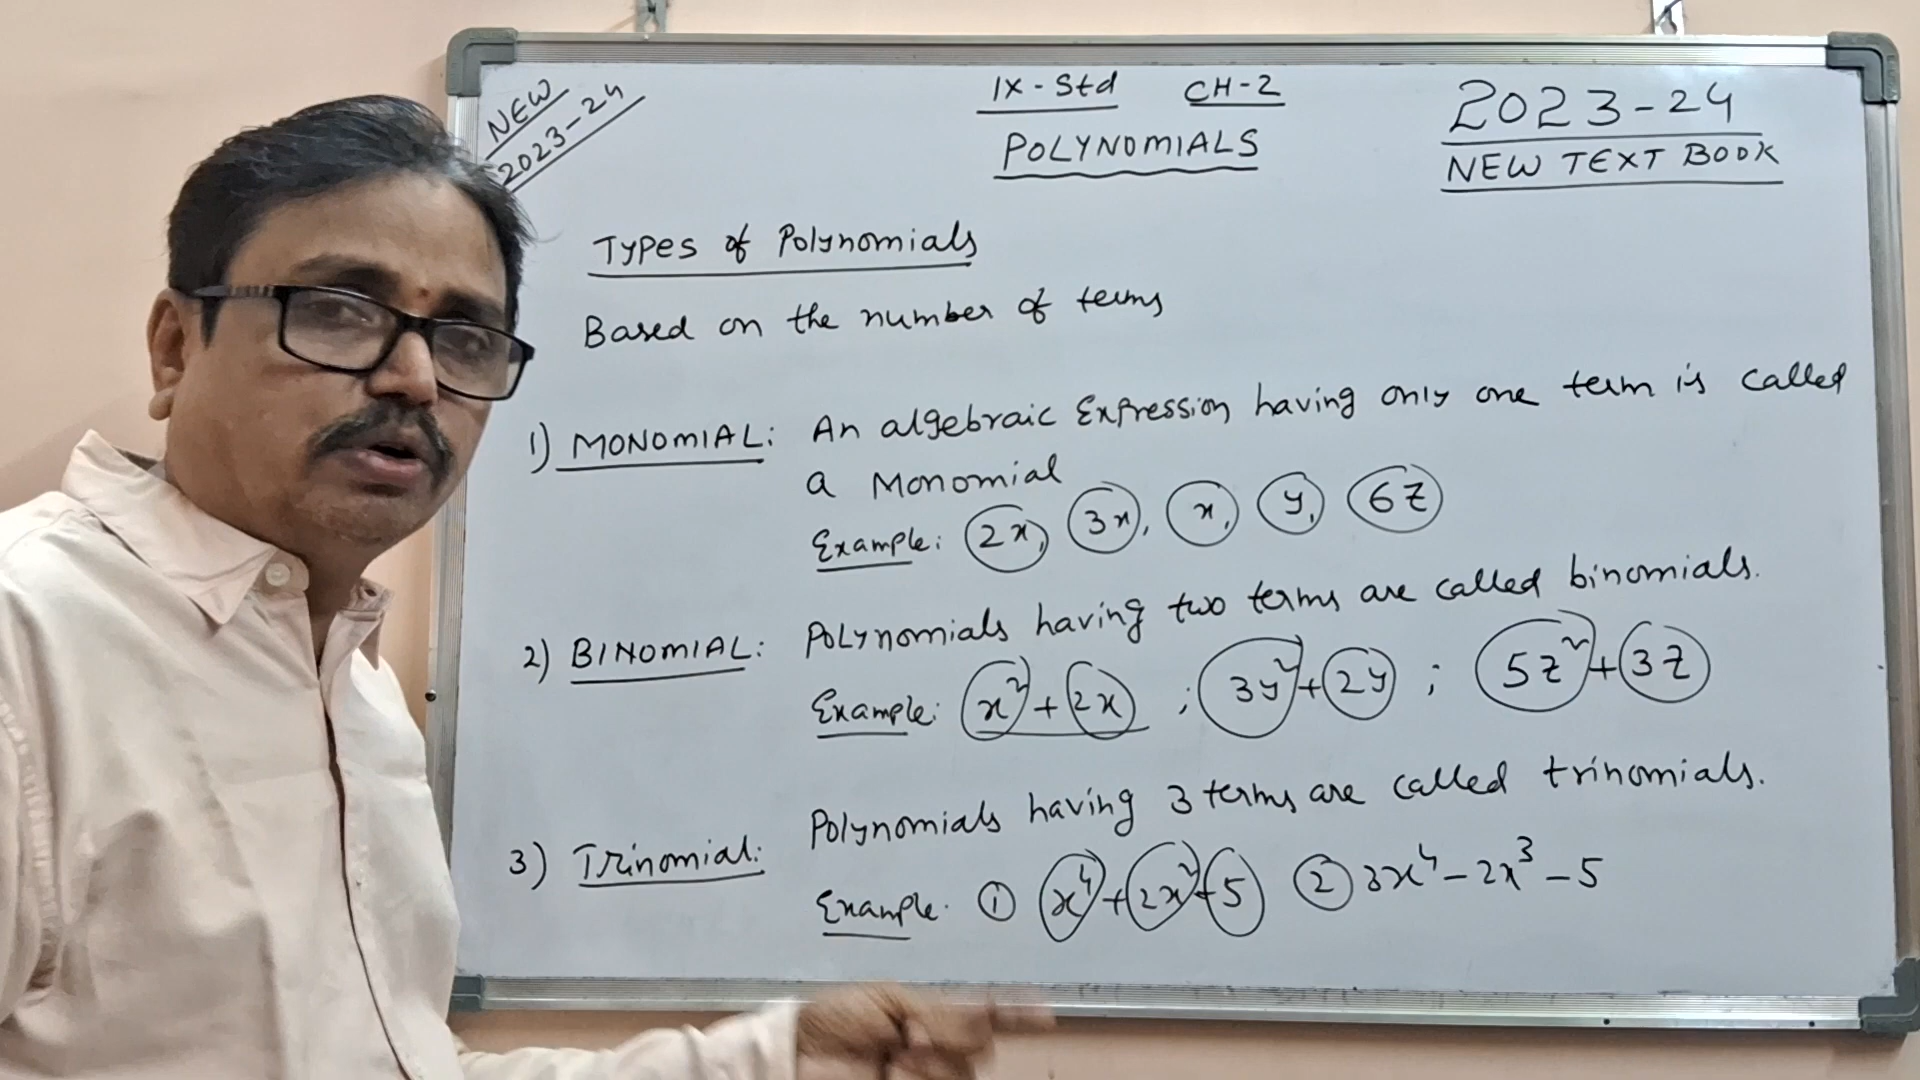 NEW
2023-24
IX - Std CH-2
POLYNOMIALS
2023-24
NEW TEXT BOOK
Types of Polynomials
Based on the number of terms
1) MONOMIAL: An algebraic Expression having only one term is called
a Monomial
Example: 2x, 3x, x, y, 6z
2) BINOMIAL: Polynomials having two terms are called binomials.
Example: x² + 2x ; 3y² + 2y ; 5z² + 3z
3) Trinomial: Polynomials having 3 terms are called trinomials.
Example. ① x⁴ + 2x² + 5 ② 3x⁴ - 2x³ - 5